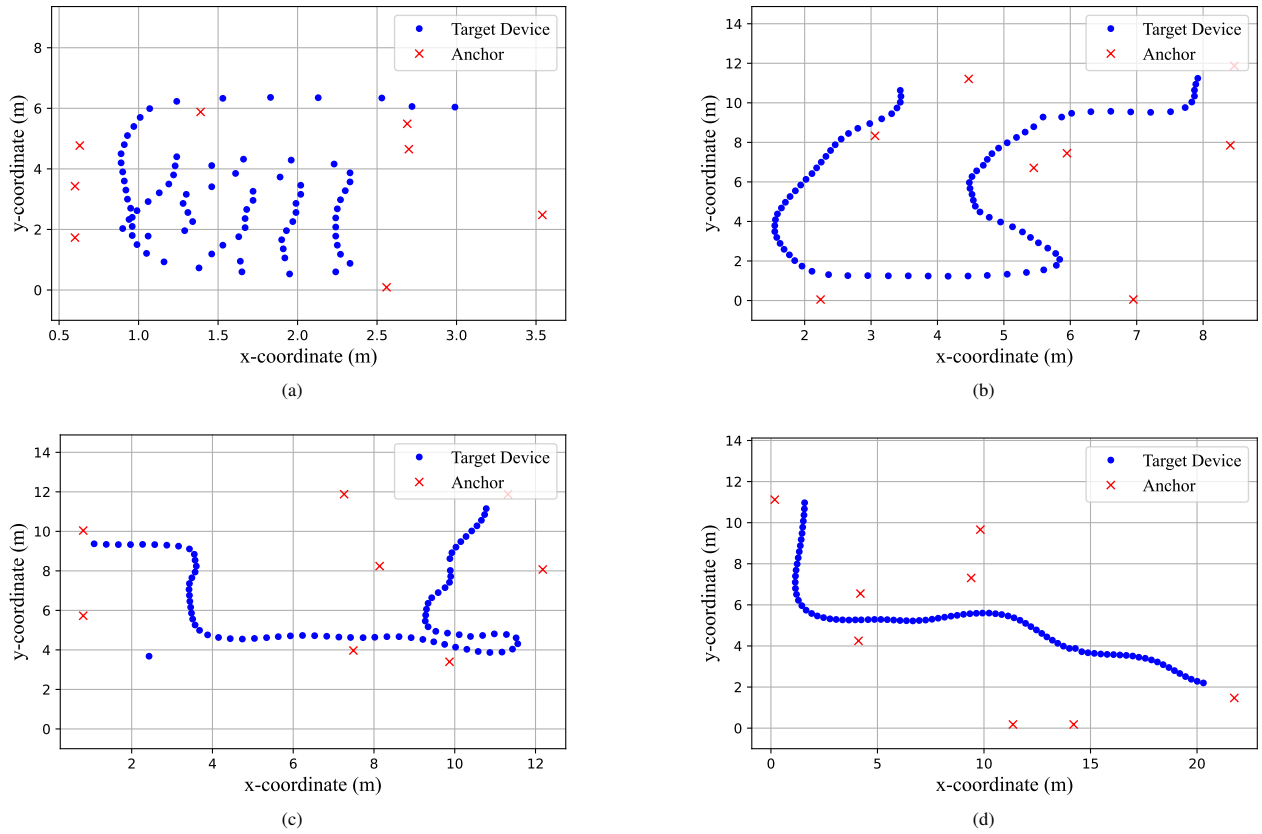 8
6
4
2
0
y-coordinate (m)
Target Device
Anchor
0.5 1.0 1.5 2.0 2.5 3.0 3.5
x-coordinate (m)
(a)
14
12
10
8
6
4
2
0
y-coordinate (m)
Target Device
Anchor
2 3 4 5 6 7 8
x-coordinate (m)
(b)
14
12
10
8
6
4
2
0
y-coordinate (m)
Target Device
Anchor
2 4 6 8 10 12
x-coordinate (m)
(c)
14
12
10
8
6
4
2
0
y-coordinate (m)
Target Device
Anchor
0 5 10 15 20
x-coordinate (m)
(d)